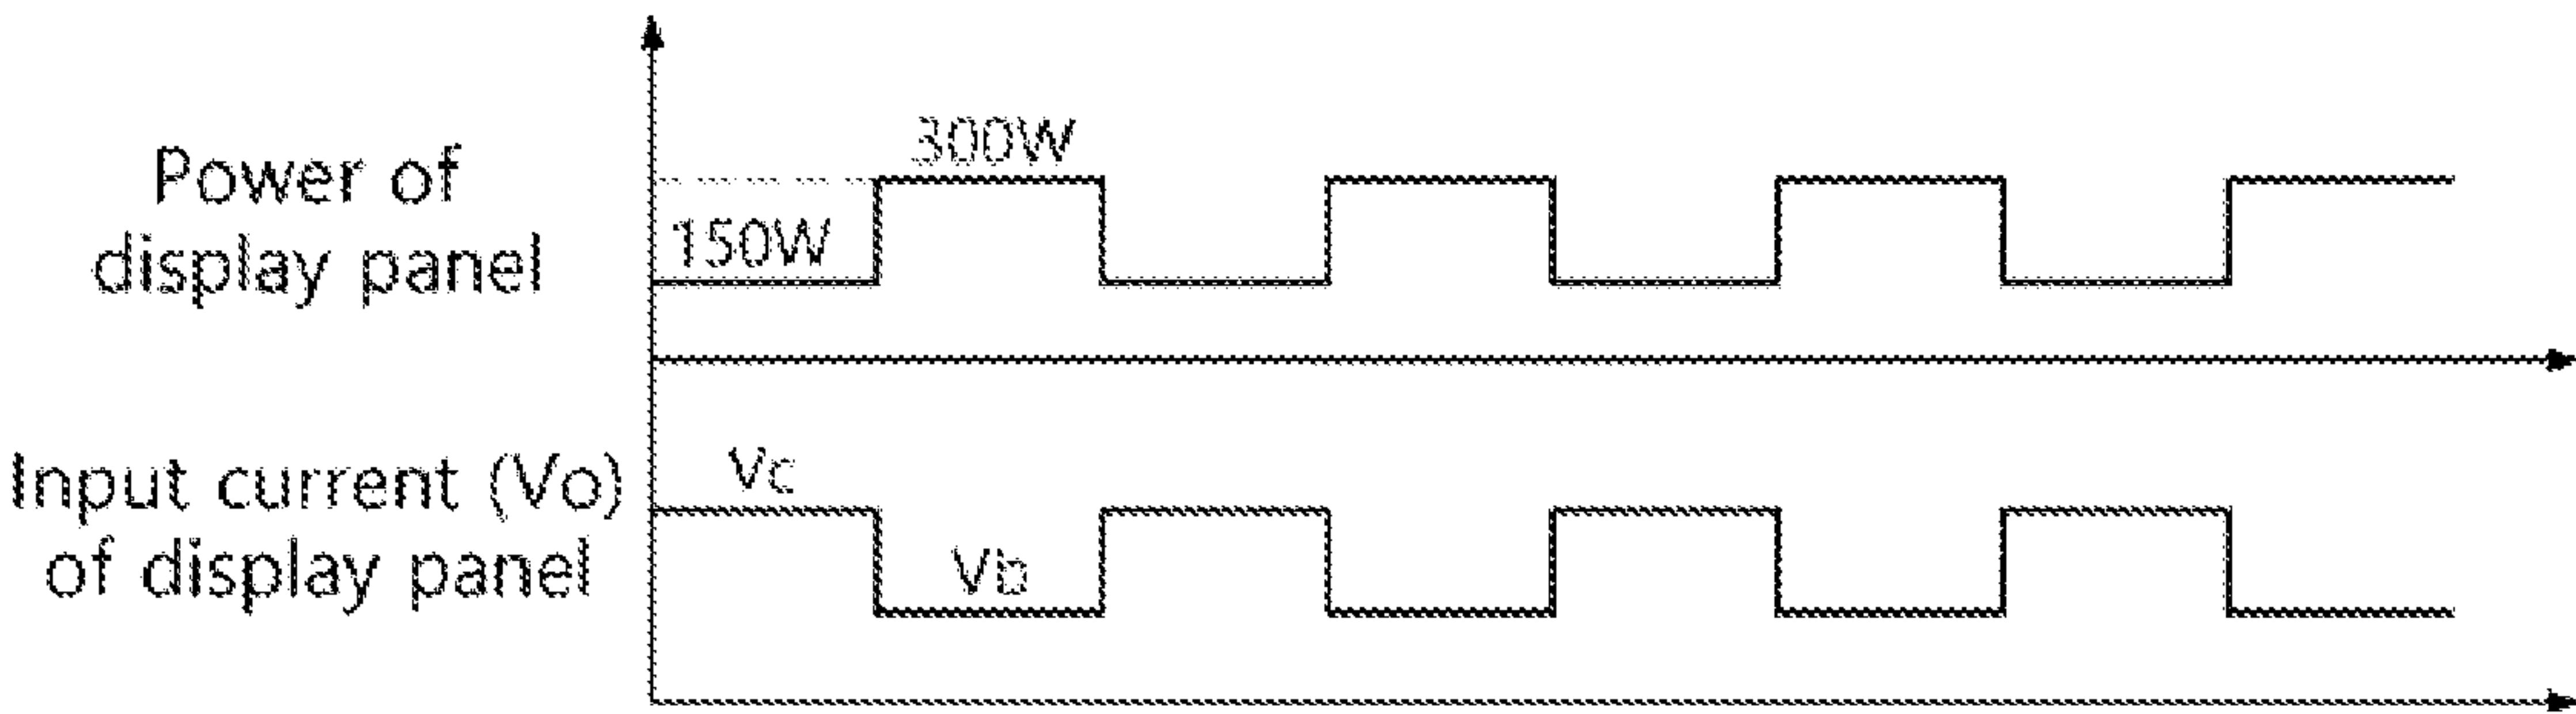 300W
Power of
display panel
150W
Vc
Input current (Vo)
of display panel
Vb